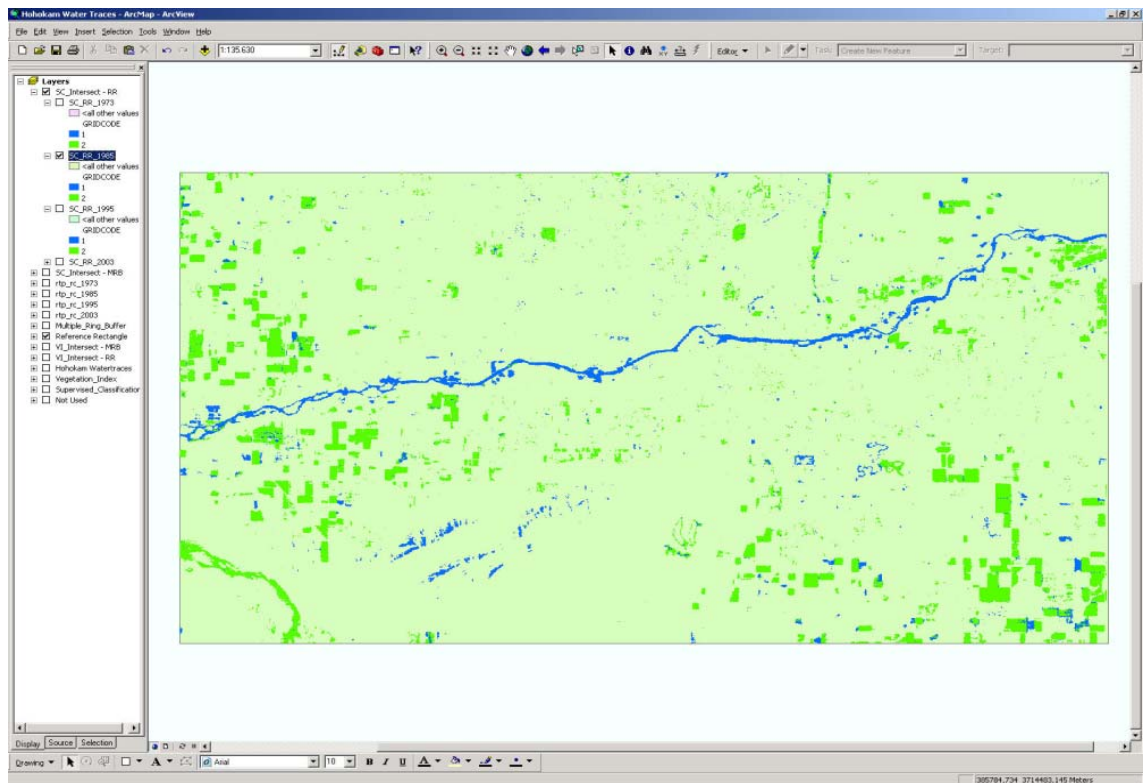 Hohokam Water Traces - ArcMap - ArcView
File Edit View Insert Selection Tools Window Help
1:135.630 Editor Task: Create New Feature Target:
Layers
SC_Intersect - RR
SC_RR_1973
<all other values
GRIDCODE
1
2
SC_RR_1985
<all other values
GRIDCODE
1
2
SC_RR_1995
<all other values
GRIDCODE
1
2
SC_RR_2003
SC_Intersect - MRB
rtp_rc_1973
rtp_rc_1985
rtp_rc_1995
rtp_rc_2003
Multiple_Ring_Buffer
Reference Rectangle
VI_Intersect - MRB
VI_Intersect - RR
Hohokam Watertraces
Vegetation_Index
Supervised_Classification
Not Used
Display Source Selection
Drawing A Arial 10 B I U A
385784.734 3714483.145 Meters